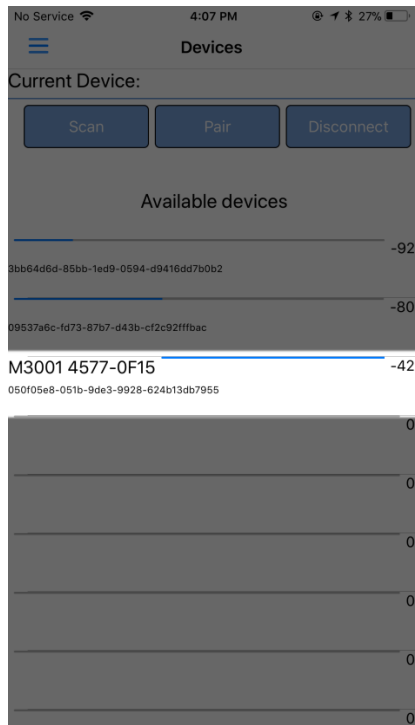 No Service 4:07 PM 27%
Devices
Current Device:
Scan Pair Disconnect
Available devices
-92
3bb64d6d-85bb-1ed9-0594-d9416dd7b0b2
-80
09537a6c-fd73-87b7-d43b-cf2c92fffbac
M3001 4577-0F15 -42
050f05e8-051b-9de3-9928-624b13db7955
0
0
0
0
0
0